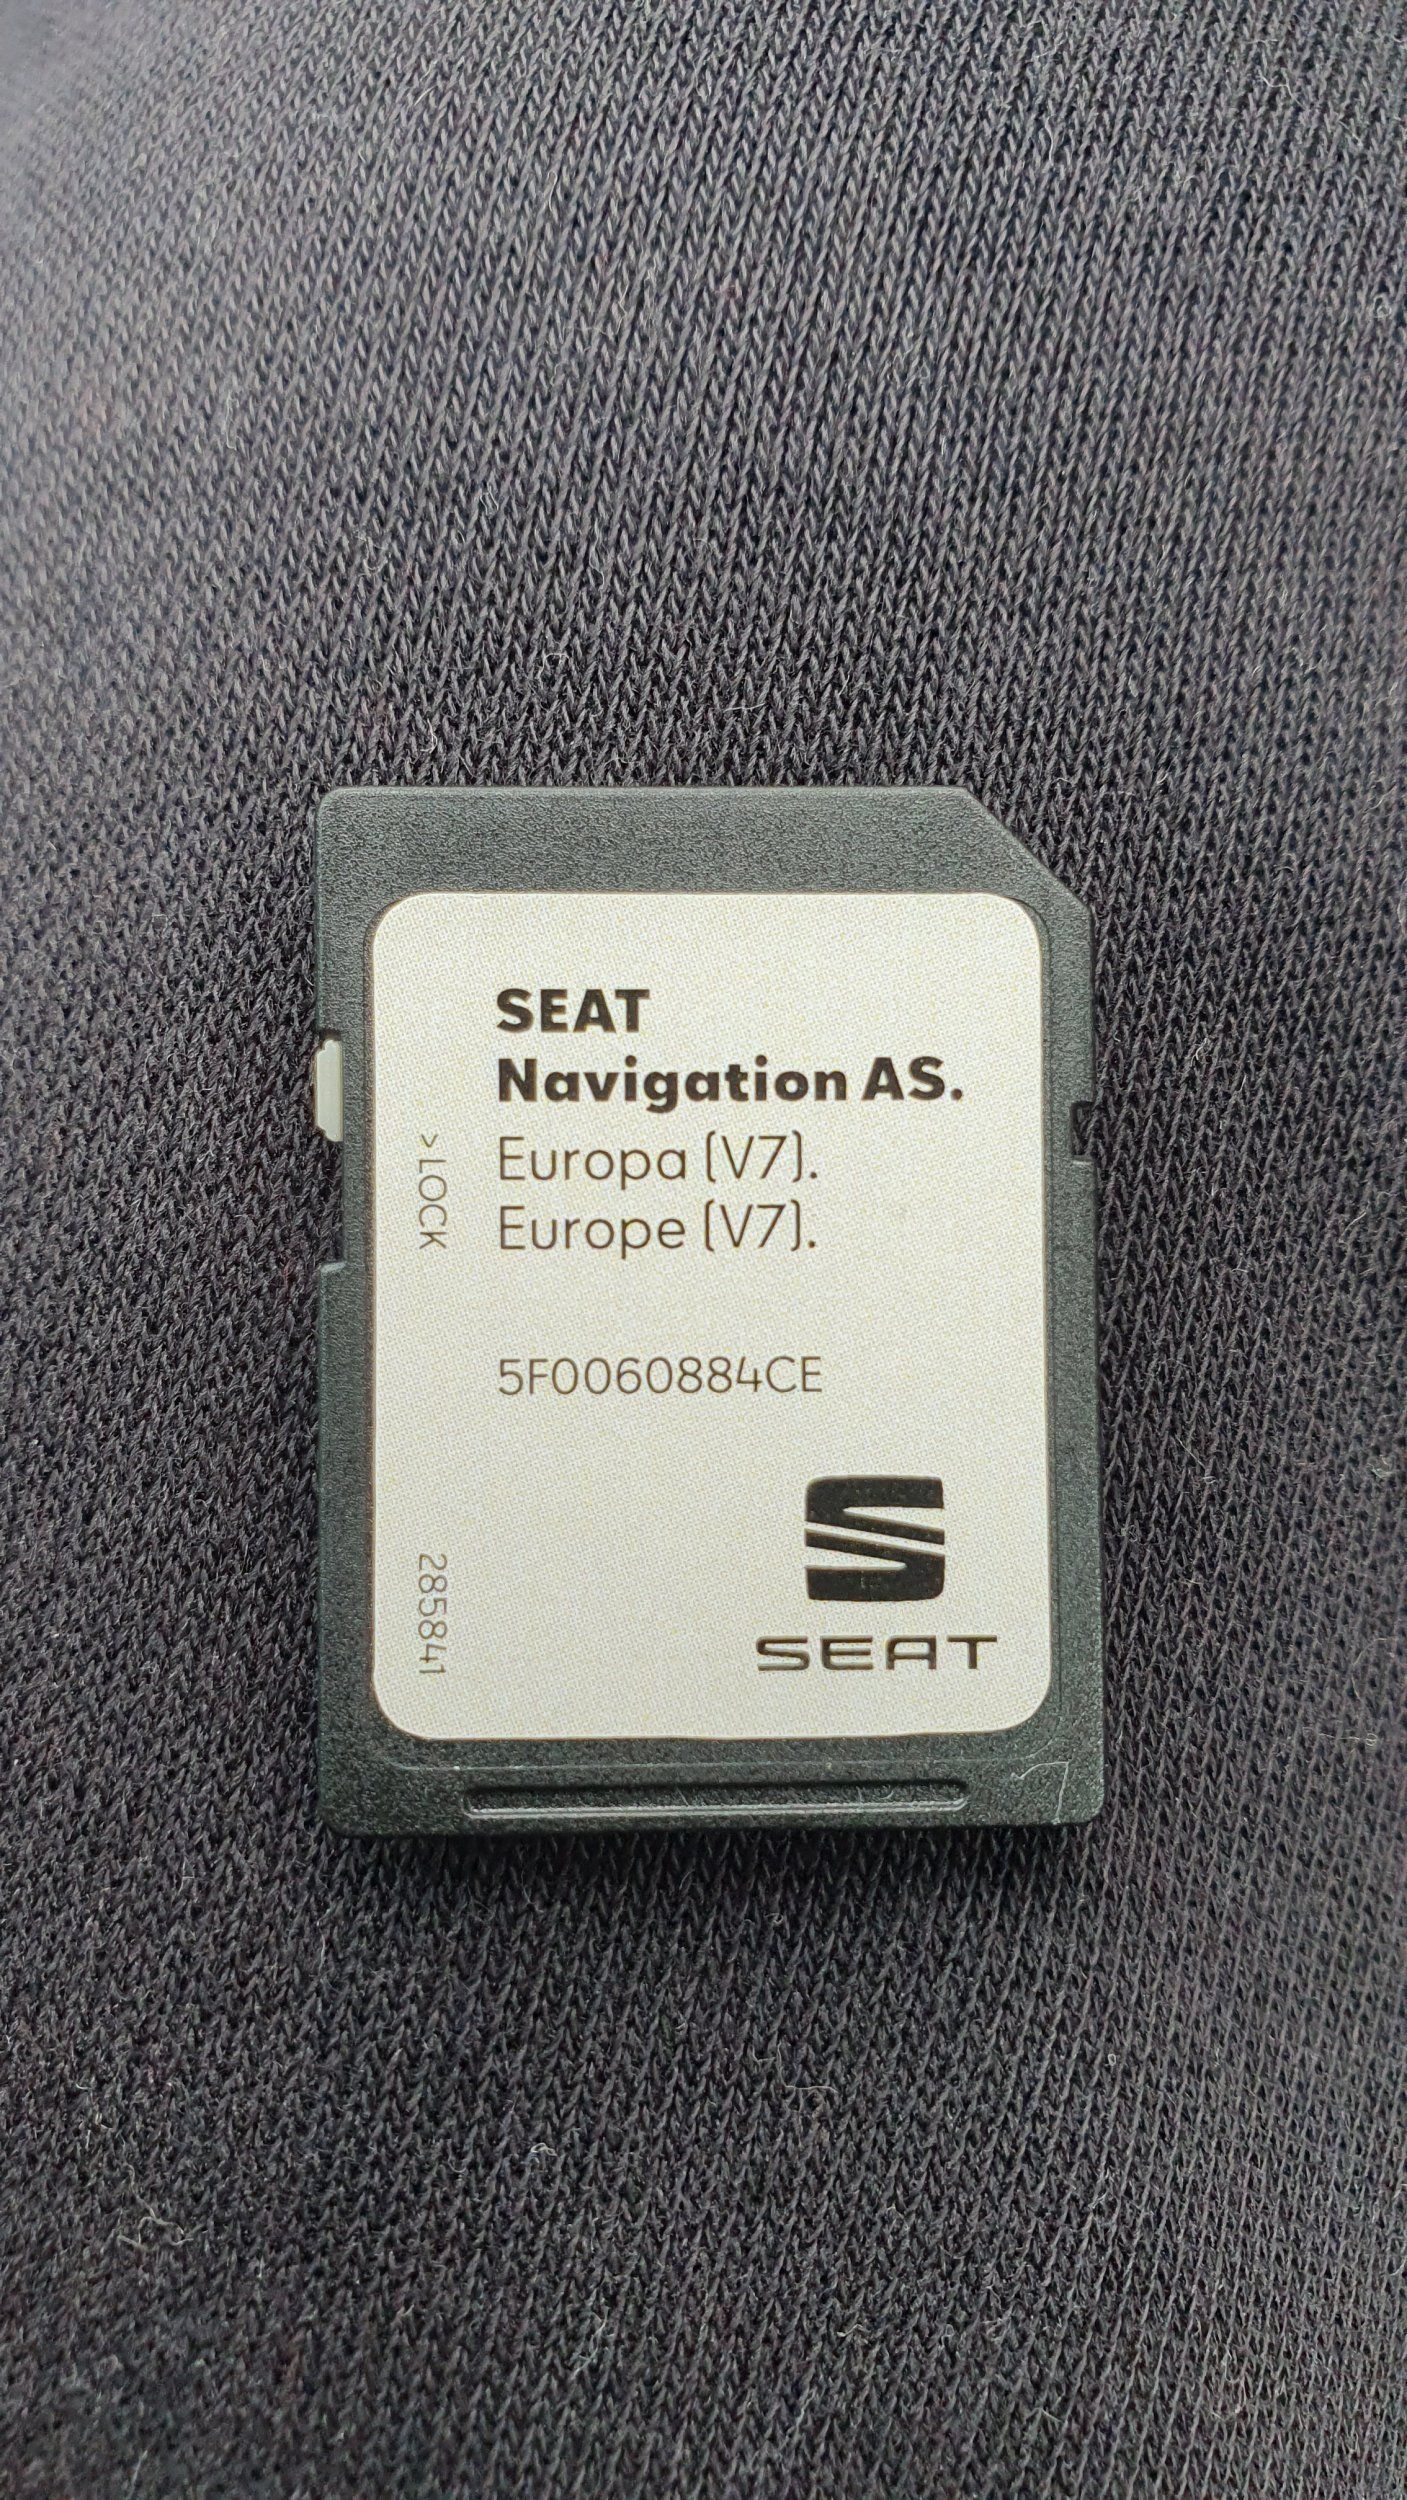 SEAT
Navigation AS.
Europa (V7).
Europe (V7).
>LOCK
5F0060884CE
285841
SEAT